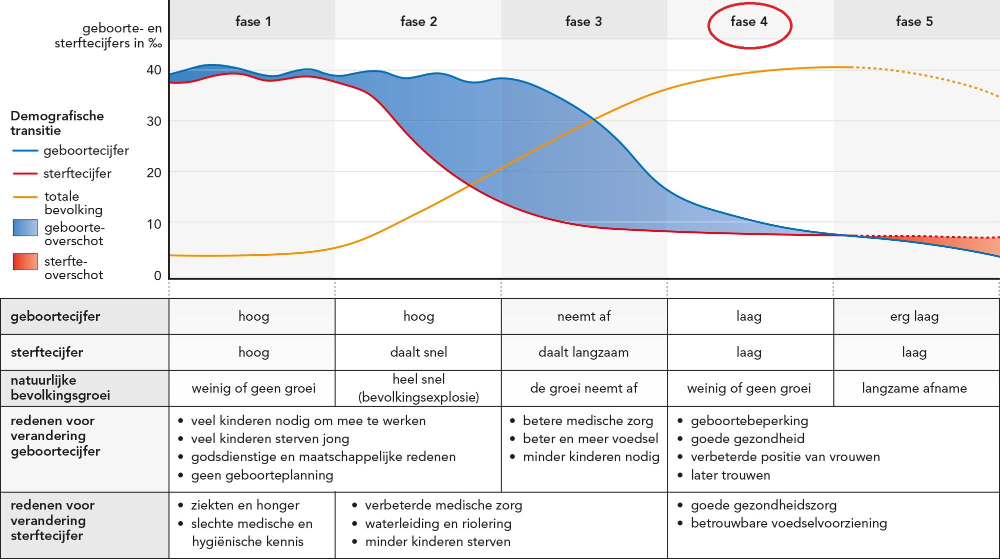 fase 1
fase 2
fase 3
fase 4
fase 5
geboorte- en
sterftecijfers in ‰
40
30
20
10
0
Demografische
transitie
geboortecijfer
sterftecijfer
totale
bevolking
geboorte-
overschot
sterfte-
overschot
geboortecijfer
hoog
hoog
neemt af
laag
erg laag
sterftecijfer
hoog
daalt snel
daalt langzaam
laag
laag
natuurlijke
bevolkingsgroei
weinig of geen groei
heel snel
(bevolkingsexplosie)
de groei neemt af
weinig of geen groei
langzame afname
redenen voor
verandering
geboortecijfer
• veel kinderen nodig om mee te werken
• veel kinderen sterven jong
• godsdienstige en maatschappelijke redenen
• geen geboorteplanning
• betere medische zorg
• beter en meer voedsel
• minder kinderen nodig
• geboortebeperking
• goede gezondheid
• verbeterde positie van vrouwen
• later trouwen
redenen voor
verandering
sterftecijfer
• ziekten en honger
• slechte medische en
hygiënische kennis
• verbeterde medische zorg
• waterleiding en riolering
• minder kinderen sterven
• goede gezondheidszorg
• betrouwbare voedselvoorziening